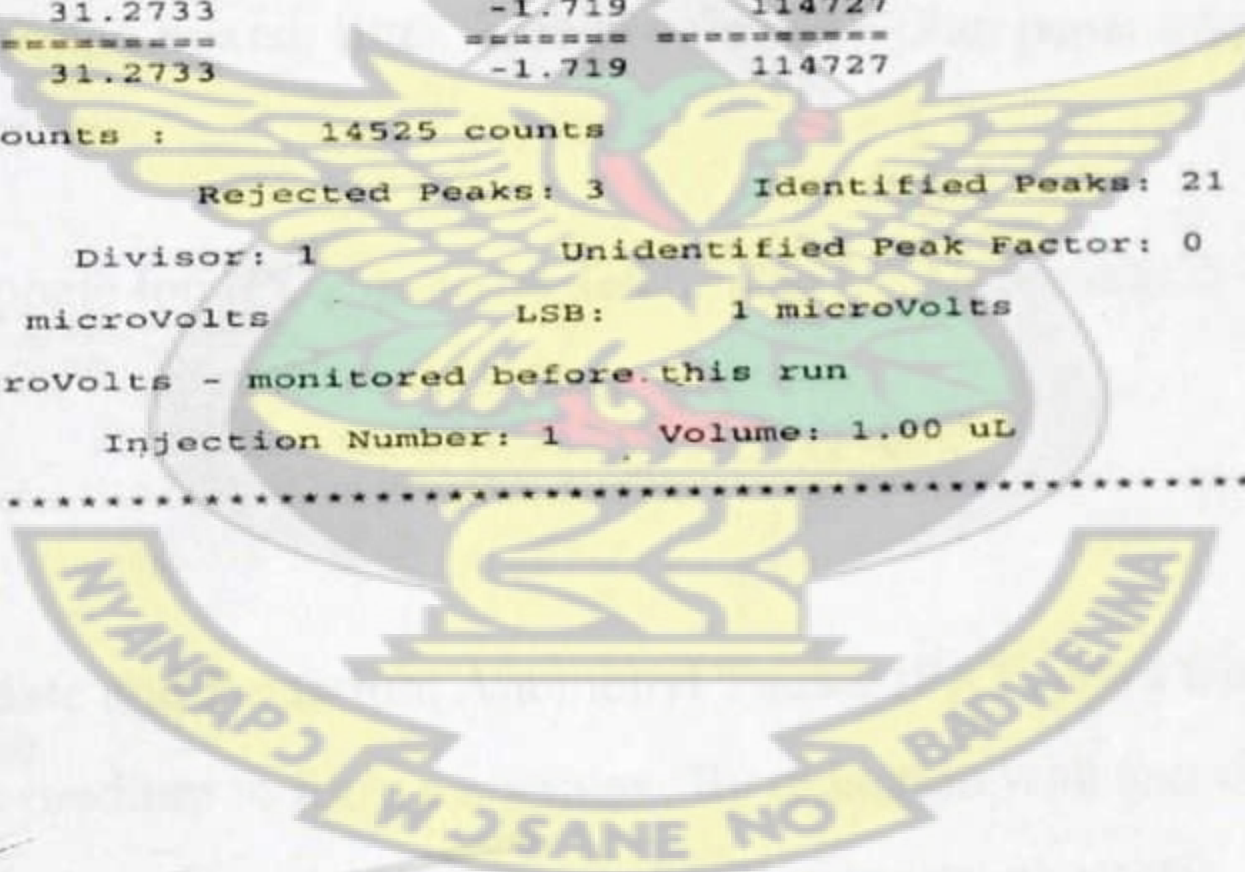 31.2733 -1.719 114727
========= ======= ==========
31.2733 -1.719 114727
ounts : 14525 counts
Rejected Peaks: 3 Identified Peaks: 21
Divisor: 1 Unidentified Peak Factor: 0
microVolts LSB: 1 microVolts
roVolts - monitored before this run
Injection Number: 1 Volume: 1.00 uL
NYANSAPƆ
WƆSANE NO
BADWENMA